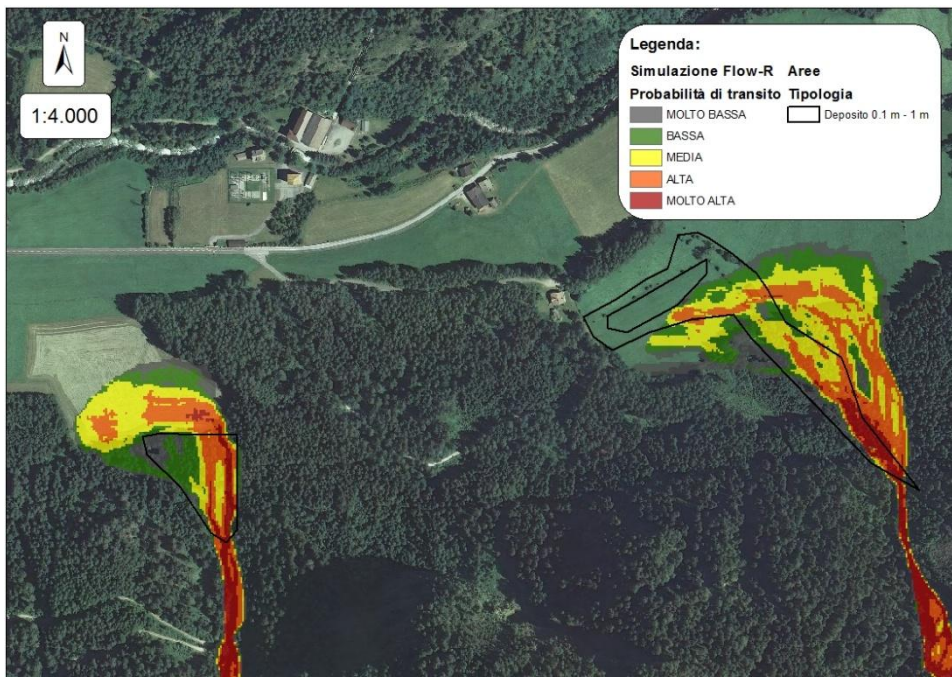 N
1:4.000
Legenda:
Simulazione Flow-R Aree
Probabilità di transito Tipologia
MOLTO BASSA Deposito 0.1 m - 1 m
BASSA
MEDIA
ALTA
MOLTO ALTA